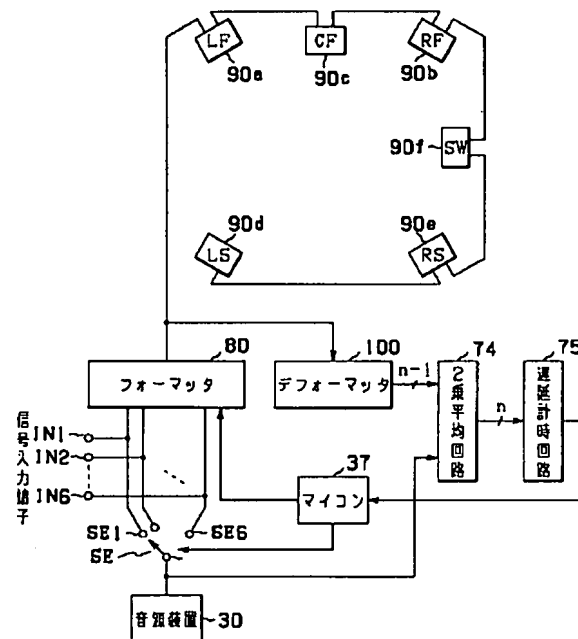 LF
CF
RF
90a
90c
90b
90f
SW
90d
90e
LS
RS
80
100
74
75
フォーマッタ
デフォーマッタ
n-1
2乗平均回路
n
遅延計時回路
信号入力端子
IN1
IN2
IN6
37
マイコン
SE1
SE6
SE
音源装置
30